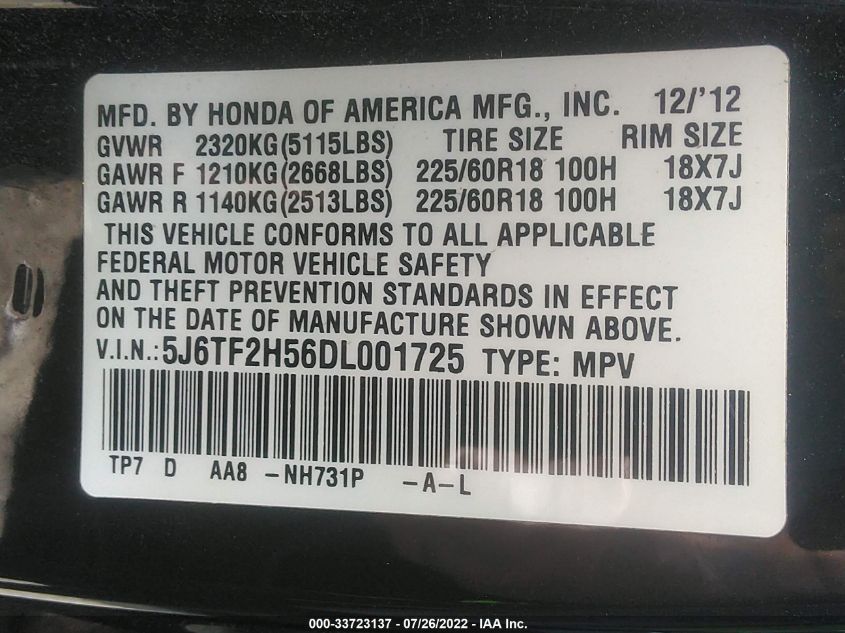 MFD. BY HONDA OF AMERICA MFG., INC. 12/'12
GVWR 2320KG(5115LBS) TIRE SIZE RIM SIZE
GAWR F 1210KG(2668LBS) 225/60R18 100H 18X7J
GAWR R 1140KG(2513LBS) 225/60R18 100H 18X7J
THIS VEHICLE CONFORMS TO ALL APPLICABLE
FEDERAL MOTOR VEHICLE SAFETY
AND THEFT PREVENTION STANDARDS IN EFFECT
ON THE DATE OF MANUFACTURE SHOWN ABOVE.
V.I.N.:5J6TF2H56DL001725 TYPE: MPV
TP7 D AA8 -NH731P -A-L
000-33723137 - 07/26/2022 - IAA Inc.